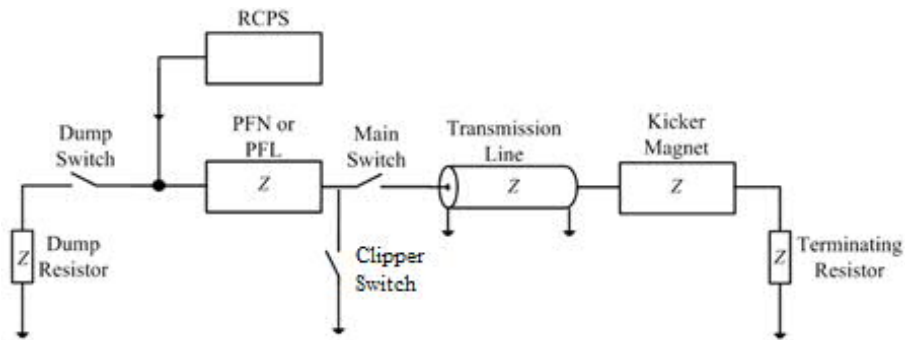 RCPS
Dump
Switch
PFN or
PFL
Z
Main
Switch
Transmission
Line
Z
Kicker
Magnet
Z
Z
Dump
Resistor
Clipper
Switch
Z
Terminating
Resistor